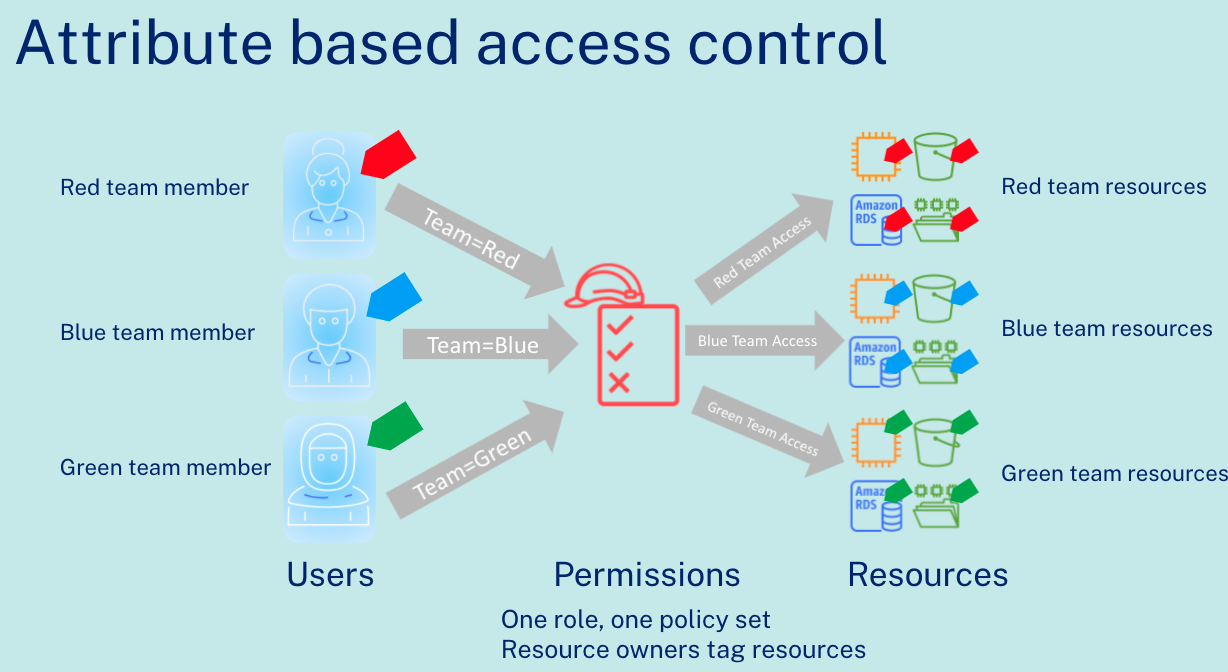 Attribute based access control
Red team member
Team=Red
Red Team Access
Amazon
RDS
Red team resources
Blue team member
Team=Blue
Blue Team Access
Amazon
RDS
Blue team resources
Green team member
Team=Green
Green Team Access
Amazon
RDS
Green team resources
Users
Permissions
Resources
One role, one policy set
Resource owners tag resources